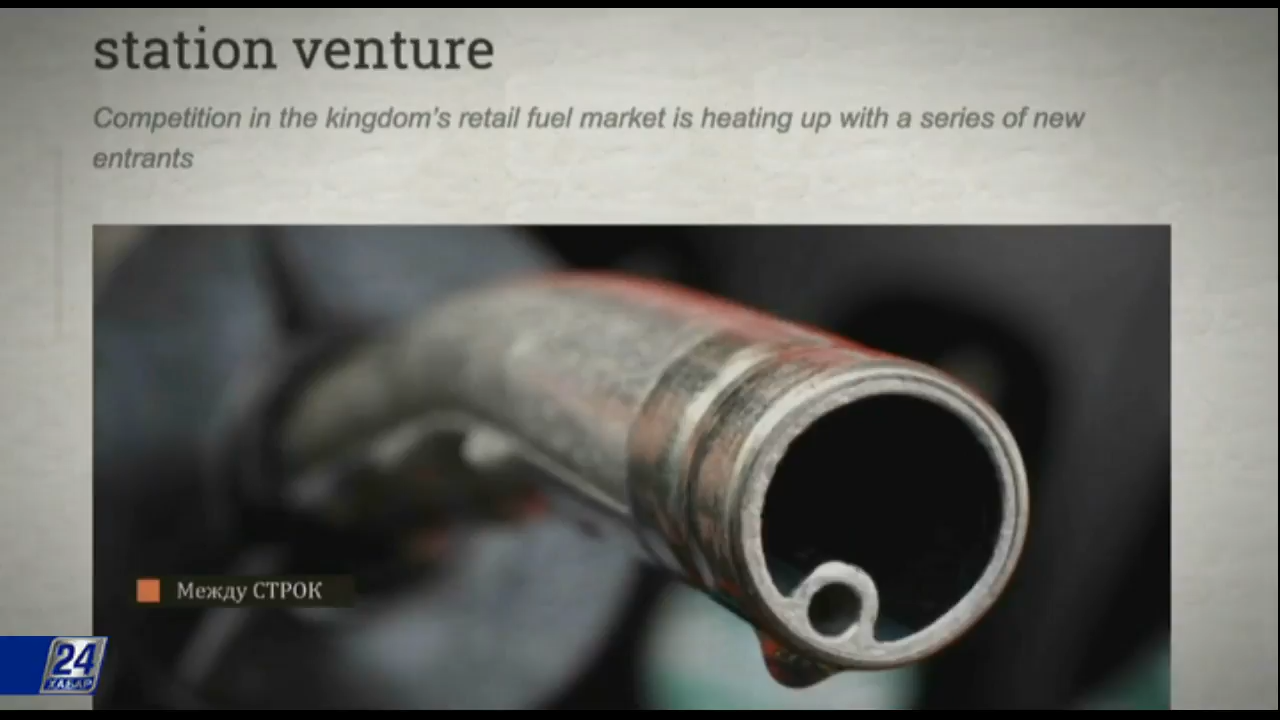 station venture
Competition in the kingdom's retail fuel market is heating up with a series of new
entrants
Между СТРОК
24
ХАБАР